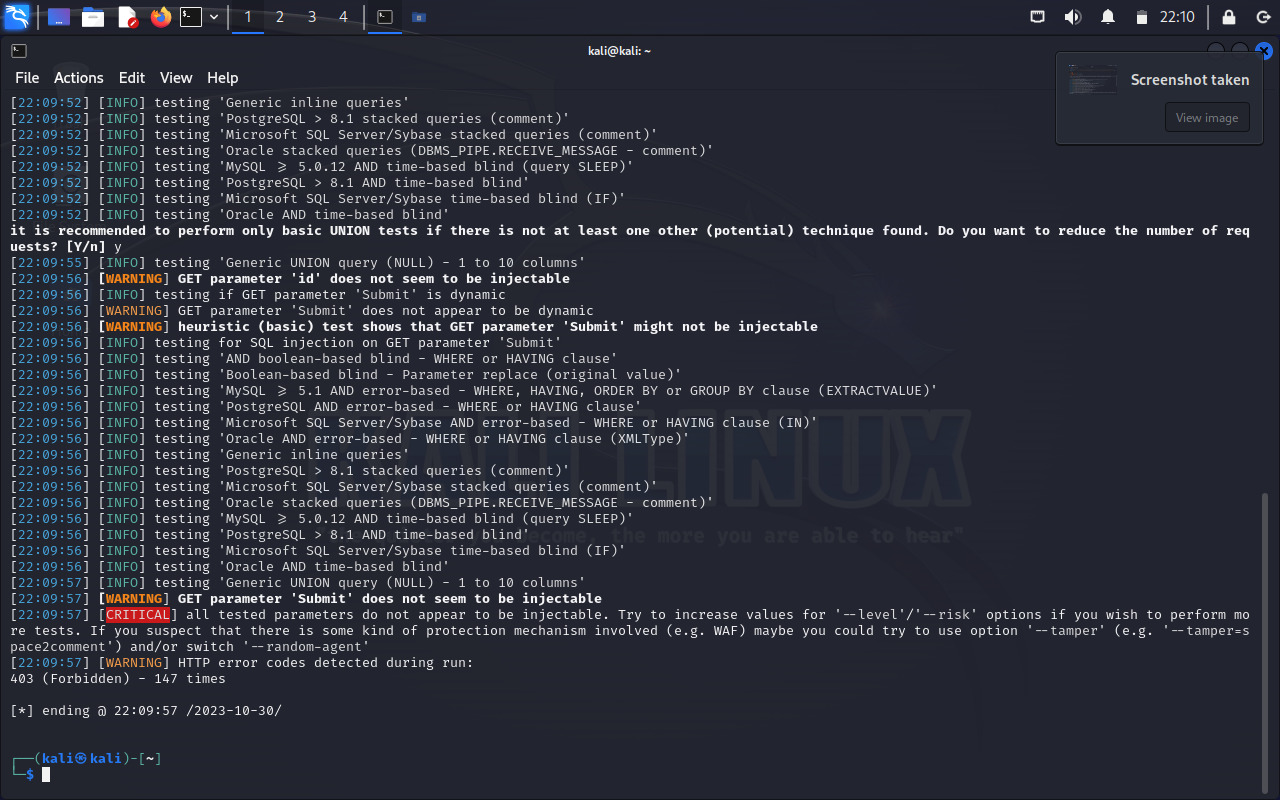 1 2 3 4 22:10
kali@kali: ~
File Actions Edit View Help
Screenshot taken
View image
[22:09:52] [INFO] testing 'Generic inline queries'
[22:09:52] [INFO] testing 'PostgreSQL > 8.1 stacked queries (comment)'
[22:09:52] [INFO] testing 'Microsoft SQL Server/Sybase stacked queries (comment)'
[22:09:52] [INFO] testing 'Oracle stacked queries (DBMS_PIPE.RECEIVE_MESSAGE - comment)'
[22:09:52] [INFO] testing 'MySQL >= 5.0.12 AND time-based blind (query SLEEP)'
[22:09:52] [INFO] testing 'PostgreSQL > 8.1 AND time-based blind'
[22:09:52] [INFO] testing 'Microsoft SQL Server/Sybase time-based blind (IF)'
[22:09:52] [INFO] testing 'Oracle AND time-based blind'
it is recommended to perform only basic UNION tests if there is not at least one other (potential) technique found. Do you want to reduce the number of req
uests? [Y/n] y
[22:09:55] [INFO] testing 'Generic UNION query (NULL) - 1 to 10 columns'
[22:09:56] [WARNING] GET parameter 'id' does not seem to be injectable
[22:09:56] [INFO] testing if GET parameter 'Submit' is dynamic
[22:09:56] [WARNING] GET parameter 'Submit' does not appear to be dynamic
[22:09:56] [WARNING] heuristic (basic) test shows that GET parameter 'Submit' might not be injectable
[22:09:56] [INFO] testing for SQL injection on GET parameter 'Submit'
[22:09:56] [INFO] testing 'AND boolean-based blind - WHERE or HAVING clause'
[22:09:56] [INFO] testing 'Boolean-based blind - Parameter replace (original value)'
[22:09:56] [INFO] testing 'MySQL >= 5.1 AND error-based - WHERE, HAVING, ORDER BY or GROUP BY clause (EXTRACTVALUE)'
[22:09:56] [INFO] testing 'PostgreSQL AND error-based - WHERE or HAVING clause'
[22:09:56] [INFO] testing 'Microsoft SQL Server/Sybase AND error-based - WHERE or HAVING clause (IN)'
[22:09:56] [INFO] testing 'Oracle AND error-based - WHERE or HAVING clause (XMLType)'
[22:09:56] [INFO] testing 'Generic inline queries'
[22:09:56] [INFO] testing 'PostgreSQL > 8.1 stacked queries (comment)'
[22:09:56] [INFO] testing 'Microsoft SQL Server/Sybase stacked queries (comment)'
[22:09:56] [INFO] testing 'Oracle stacked queries (DBMS_PIPE.RECEIVE_MESSAGE - comment)'
[22:09:56] [INFO] testing 'MySQL >= 5.0.12 AND time-based blind (query SLEEP)'
[22:09:56] [INFO] testing 'PostgreSQL > 8.1 AND time-based blind'
[22:09:56] [INFO] testing 'Microsoft SQL Server/Sybase time-based blind (IF)'
[22:09:56] [INFO] testing 'Oracle AND time-based blind'
[22:09:57] [INFO] testing 'Generic UNION query (NULL) - 1 to 10 columns'
[22:09:57] [WARNING] GET parameter 'Submit' does not seem to be injectable
[22:09:57] [CRITICAL] all tested parameters do not appear to be injectable. Try to increase values for '--level'/'--risk' options if you wish to perform mo
re tests. If you suspect that there is some kind of protection mechanism involved (e.g. WAF) maybe you could try to use option '--tamper' (e.g. '--tamper=s
pace2comment') and/or switch '--random-agent'
[22:09:57] [WARNING] HTTP error codes detected during run:
403 (Forbidden) - 147 times
[*] ending @ 22:09:57 /2023-10-30/
┌──(kali㉿kali)-[~]
└─$
KALI LINUX
become, the more you are able to hear"